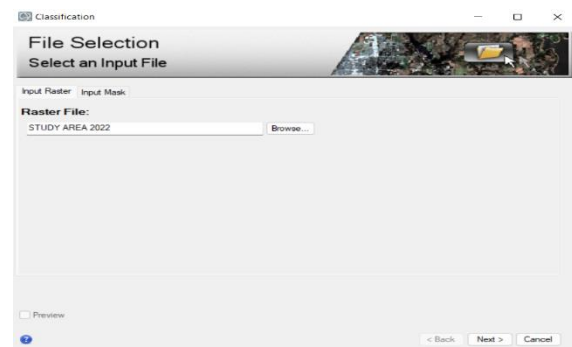 Classification
File Selection
Select an Input File
Input Raster Input Mask
Raster File:
STUDY AREA 2022 Browse...
Preview
< Back Next > Cancel